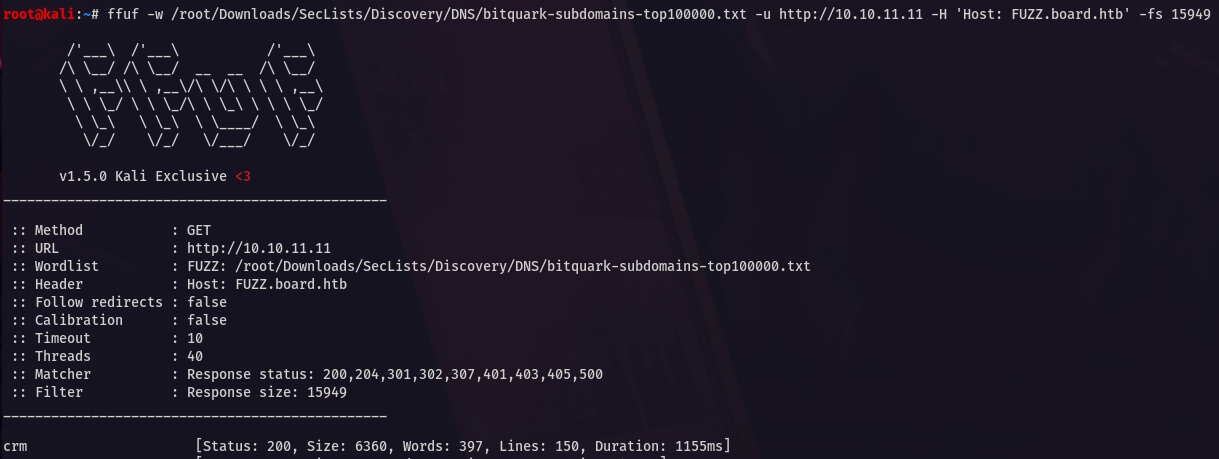 root@kali:~# ffuf -w /root/Downloads/SecLists/Discovery/DNS/bitquark-subdomains-top100000.txt -u http://10.10.11.11 -H 'Host: FUZZ.board.htb' -fs 15949
        /'___\  /'___\           /'___\
       /\ \__/ /\ \__/  __  __  /\ \__/
       \ \ ,__\\ \ ,__\/\ \/\ \ \ \ ,__\
        \ \ \_/ \ \ \_/\ \ \_\ \ \ \ \_/
         \ \_\   \ \_\  \ \____/  \ \_\
          \/_/    \/_/   \/___/    \/_/
       v1.5.0 Kali Exclusive <3
________________________________________________
 :: Method           : GET
 :: URL              : http://10.10.11.11
 :: Wordlist         : FUZZ: /root/Downloads/SecLists/Discovery/DNS/bitquark-subdomains-top100000.txt
 :: Header           : Host: FUZZ.board.htb
 :: Follow redirects : false
 :: Calibration      : false
 :: Timeout          : 10
 :: Threads          : 40
 :: Matcher          : Response status: 200,204,301,302,307,401,403,405,500
 :: Filter           : Response size: 15949
________________________________________________
crm                     [Status: 200, Size: 6360, Words: 397, Lines: 150, Duration: 1155ms]